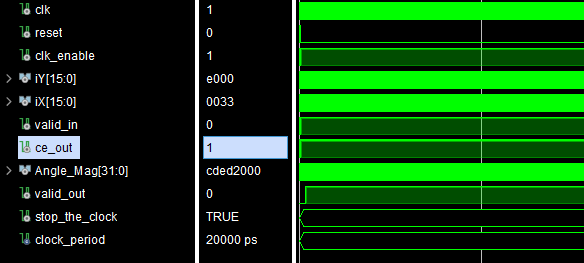 clk 1
reset 0
clk_enable 1
iY[15:0] e000
iX[15:0] 0033
valid_in 0
ce_out 1
Angle_Mag[31:0] cded2000
valid_out 0
stop_the_clock TRUE
clock_period 20000 ps